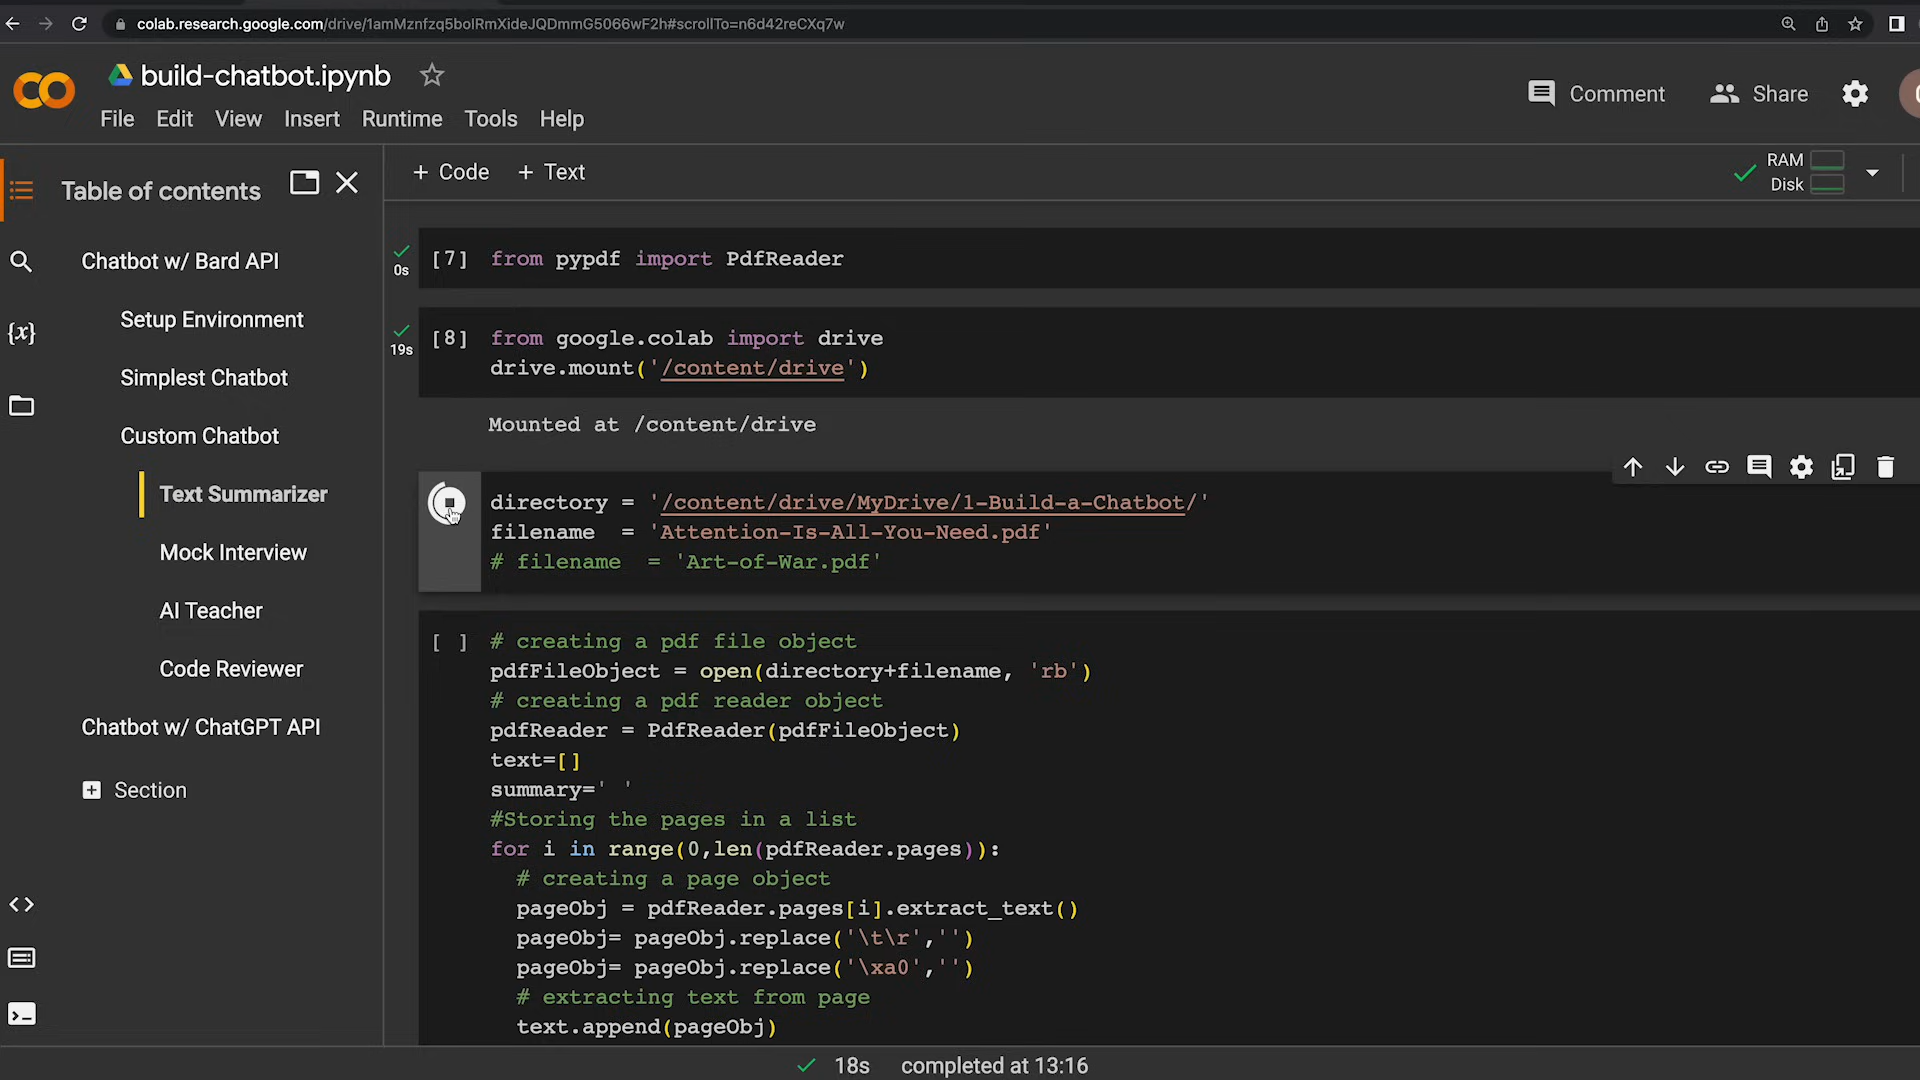 colab.research.google.com/drive/1amMznfzq5bolRmXideJQDmmG5066wF2h#scrollTo=n6d42reCXq7w
build-chatbot.ipynb
Comment
Share
File Edit View Insert Runtime Tools Help
+ Code + Text
RAM
Disk
Table of contents
Chatbot w/ Bard API
Setup Environment
Simplest Chatbot
Custom Chatbot
Text Summarizer
Mock Interview
AI Teacher
Code Reviewer
Chatbot w/ ChatGPT API
Section
{x}
0s
[7] from pypdf import PdfReader
19s
[8] from google.colab import drive
drive.mount('/content/drive')
Mounted at /content/drive
directory = '/content/drive/MyDrive/1-Build-a-Chatbot/'
filename  = 'Attention-Is-All-You-Need.pdf'
# filename  = 'Art-of-War.pdf'
[ ] # creating a pdf file object
pdfFileObject = open(directory+filename, 'rb')
# creating a pdf reader object
pdfReader = PdfReader(pdfFileObject)
text=[]
summary=' '
#Storing the pages in a list
for i in range(0,len(pdfReader.pages)):
  # creating a page object
  pageObj = pdfReader.pages[i].extract_text()
  pageObj= pageObj.replace('\t\r','')
  pageObj= pageObj.replace('\xa0','')
  # extracting text from page
  text.append(pageObj)
18s completed at 13:16